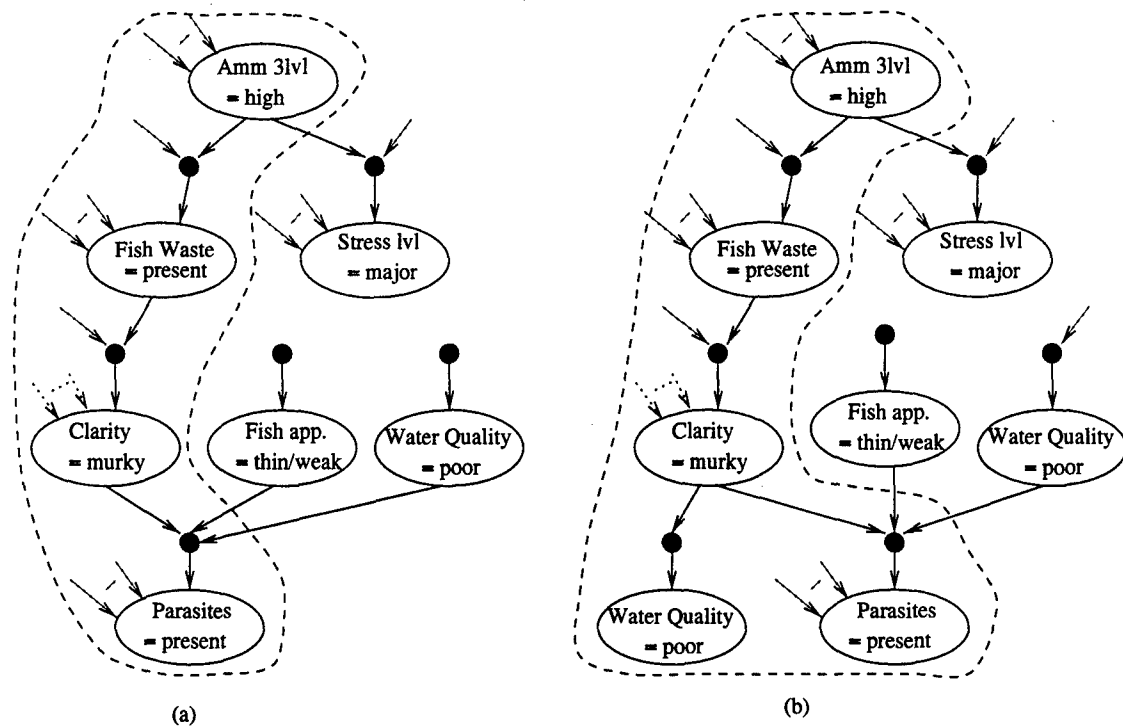 Amm 3lvl
= high
Fish Waste
= present
Stress lvl
= major
Clarity
= murky
Fish app.
= thin/weak
Water Quality
= poor
Parasites
= present
(a)
Amm 3lvl
= high
Fish Waste
= present
Stress lvl
= major
Clarity
= murky
Fish app.
= thin/weak
Water Quality
= poor
Water Quality
= poor
Parasites
= present
(b)